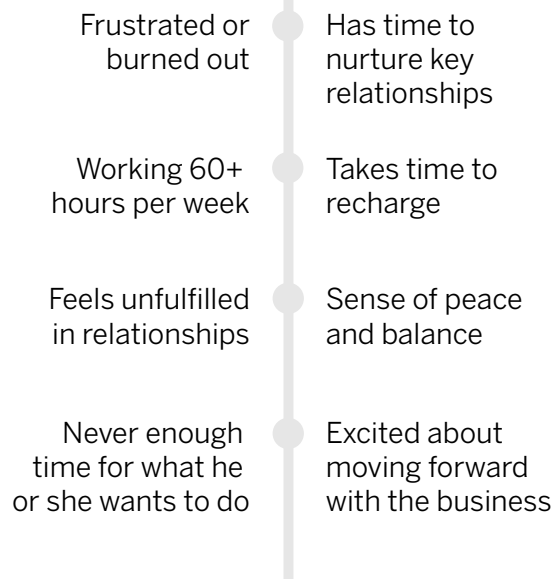 Frustrated or
burned out
Has time to
nurture key
relationships
Working 60+
hours per week
Takes time to
recharge
Feels unfulfilled
in relationships
Sense of peace
and balance
Never enough
time for what he
or she wants to do
Excited about
moving forward
with the business